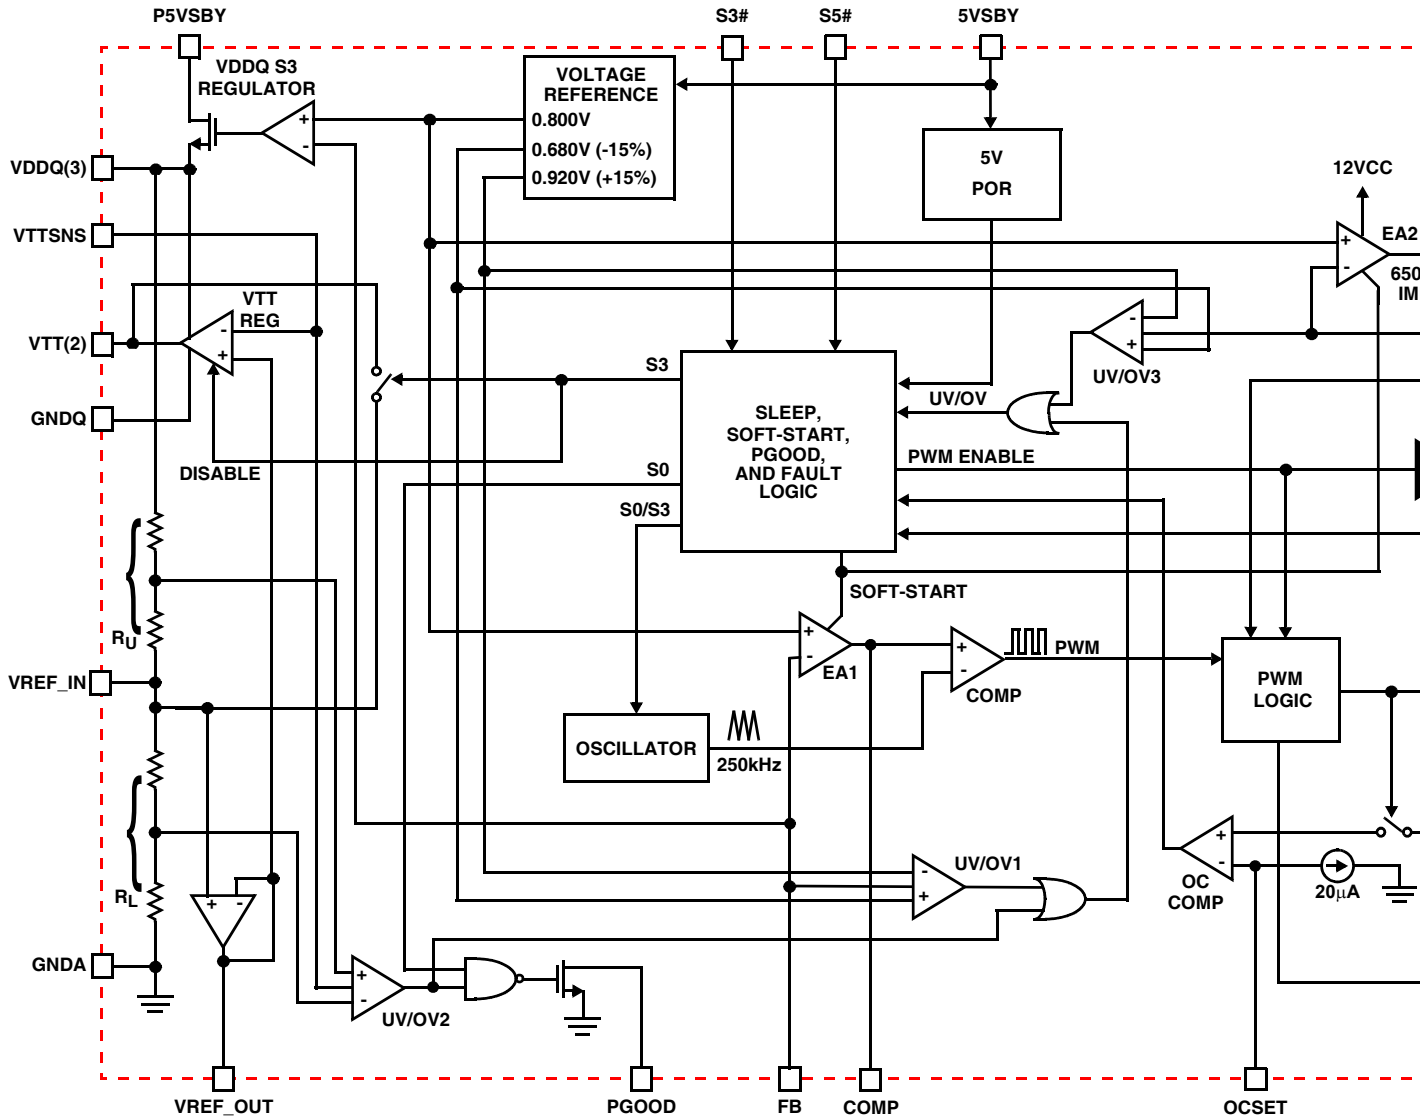 P5VSBY
S3#
S5#
5VSBY
VDDQ S3
REGULATOR
VOLTAGE
REFERENCE
0.800V
0.680V (-15%)
0.920V (+15%)
+
-
5V
POR
12VCC
VDDQ(3)
VTTSNS
+
-
EA2
650
IM
VTT
REG
-
+
VTT(2)
-
+
UV/OV3
S3
UV/OV
GNDQ
SLEEP,
SOFT-START,
PGOOD,
AND FAULT
LOGIC
DISABLE
S0
PWM ENABLE
S0/S3
SOFT-START
RU
+
-
EA1
+
-
COMP
PWM
VREF_IN
PWM
LOGIC
OSCILLATOR
250kHz
+
-
OC
COMP
20µA
UV/OV1
-
+
RL
+
-
GNDA
+
-
UV/OV2
VREF_OUT
PGOOD
FB
COMP
OCSET